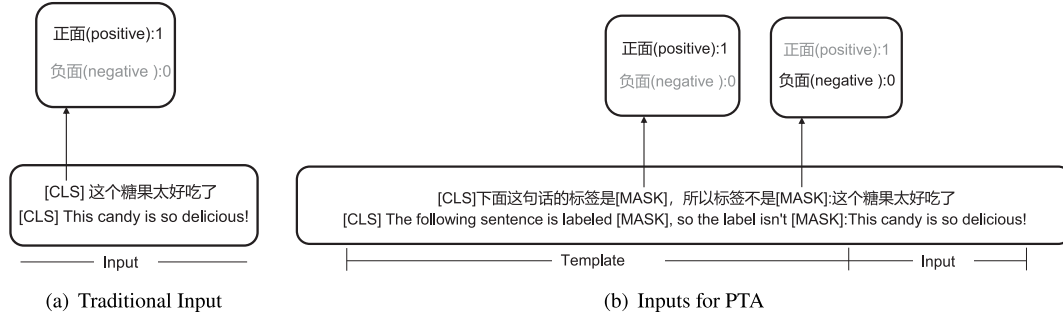 正面(positive):1
负面(negative ):0
[CLS] 这个糖果太好吃了
[CLS] This candy is so delicious!
Input
(a) Traditional Input
正面(positive):1
负面(negative ):0
正面(positive):1
负面(negative ):0
[CLS]下面这句话的标签是[MASK]，所以标签不是[MASK]:这个糖果太好吃了
[CLS] The following sentence is labeled [MASK], so the label isn't [MASK]:This candy is so delicious!
Template
Input
(b) Inputs for PTA